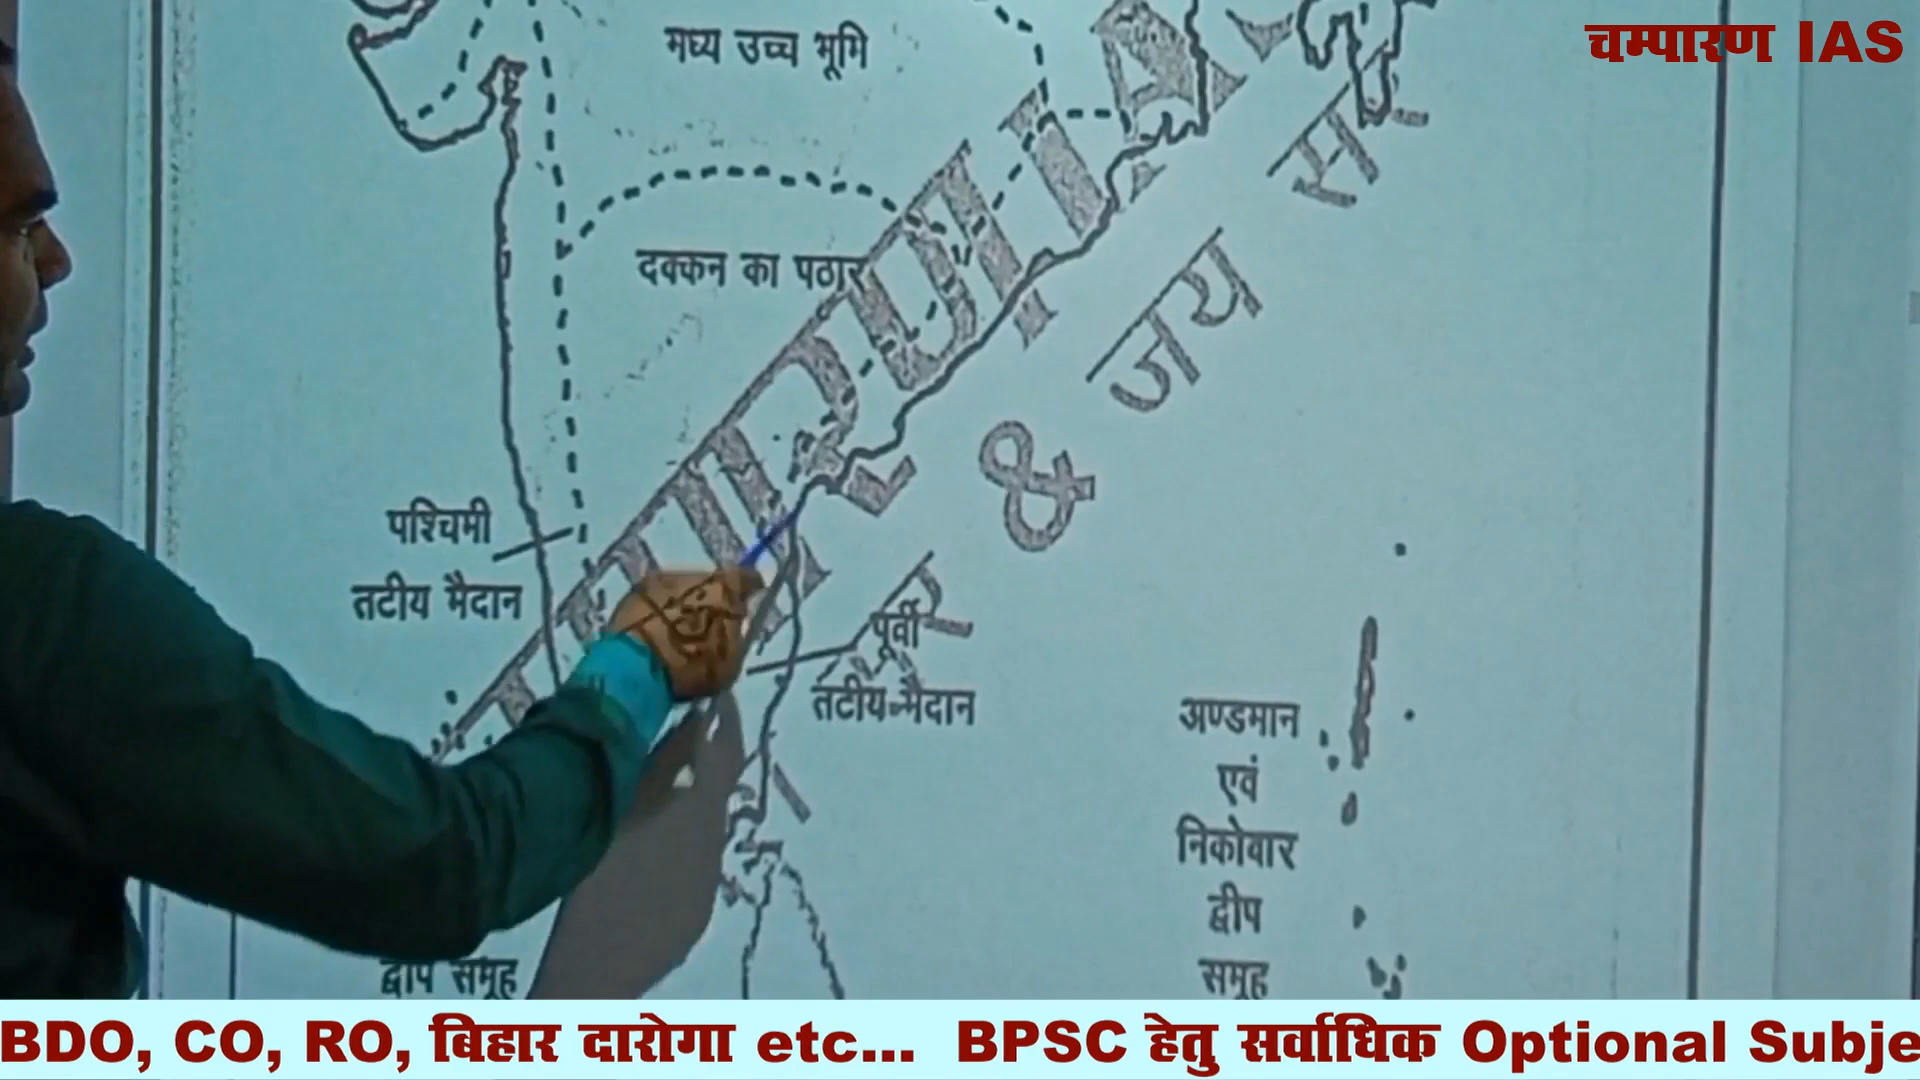 चम्पारण IAS
मध्य उच्च भूमि
दक्कन का पठार
& जय
पश्चिमी
तटीय मैदान
पूर्वी
तटीय मैदान
अण्डमान
एवं
निकोबार
द्वीप
समूह
द्वीप समूह
BDO, CO, RO, बिहार दारोगा etc... BPSC हेतु सर्वाधिक Optional Subje